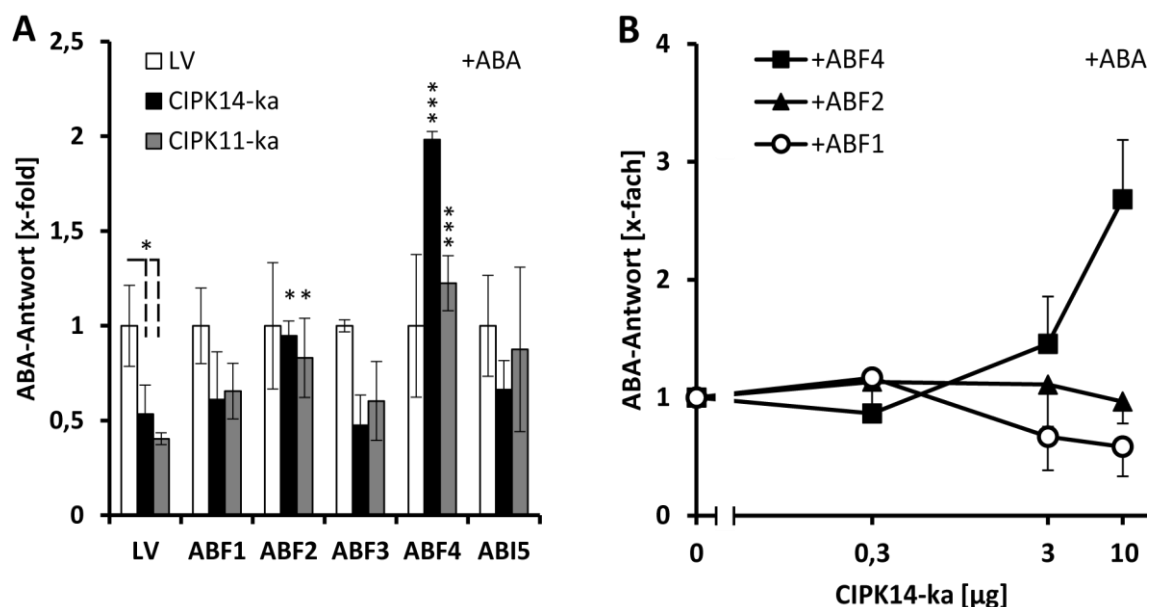 A
2,5
2
1,5
1
0,5
0
ABA-Antwort [x-fold]
LV
CIPK14-ka
CIPK11-ka
+ABA
*
*
*
***
***
LV ABF1 ABF2 ABF3 ABF4 ABI5
B
4
3
2
1
0
ABA-Antwort [x-fach]
+ABF4
+ABF2
+ABF1
+ABA
0 0,3 3 10
CIPK14-ka [µg]